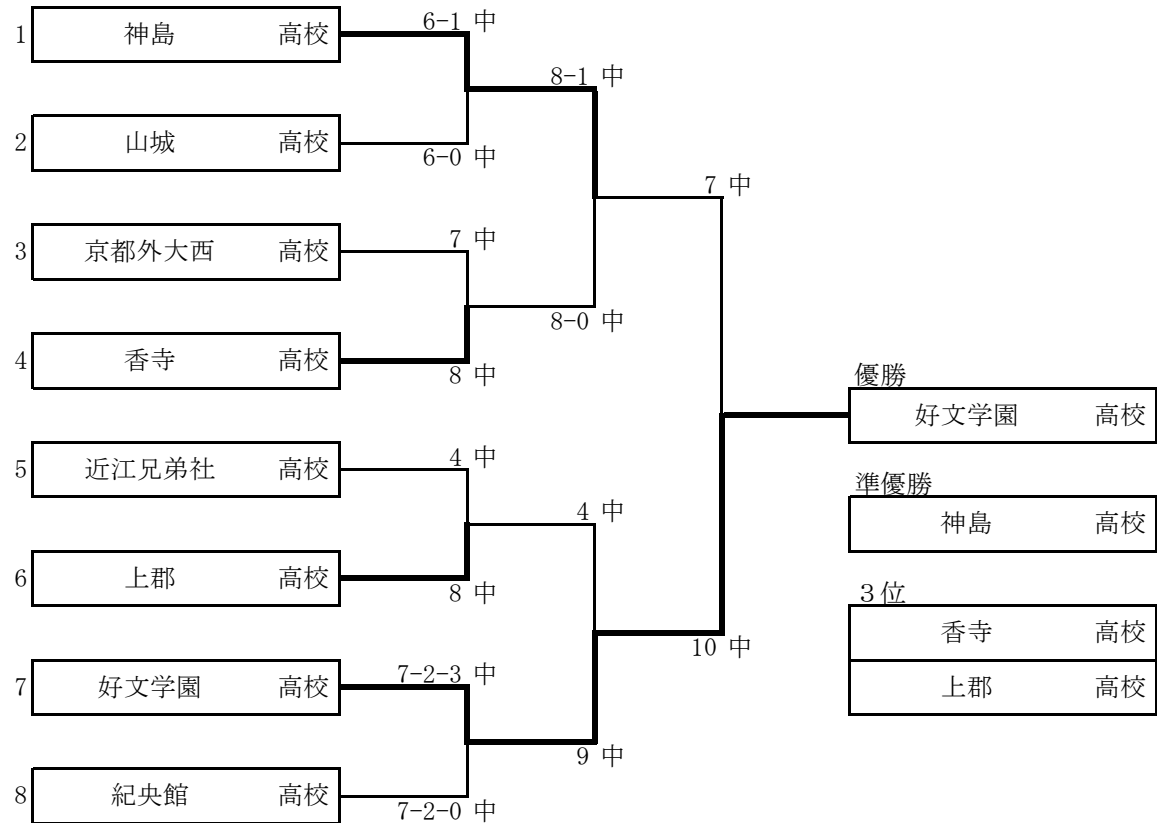 6-1 中
1 神島 高校
8-1 中
2 山城 高校
6-0 中
7 中
7 中
3 京都外大西 高校
8-0 中
4 香寺 高校
8 中
優勝
好文学園 高校
4 中
5 近江兄弟社 高校
準優勝
4 中
神島 高校
6 上郡 高校
8 中
３位
香寺 高校
10 中
7-2-3 中
7 好文学園 高校
上郡 高校
9 中
8 紀央館 高校
7-2-0 中